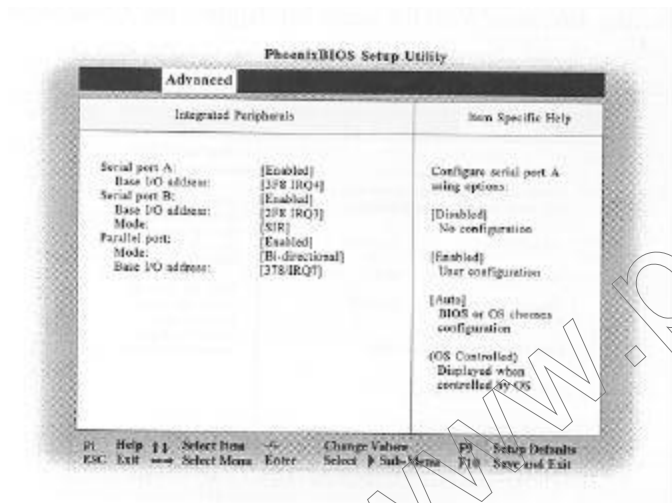 PhoenixBIOS Setup Utility
Advanced
Integrated Peripherals
Item Specific Help
Serial port A: [Enabled]
Base I/O address: [3F8 IRQ4]
Serial port B: [Enabled]
Base I/O address: [2F8 IRQ3]
Mode: [SIR]
Parallel port: [Enabled]
Mode: [Bi-directional]
Base I/O address: [378/IRQ7]
Configure serial port A
using options:
[Disabled]
No configuration
[Enabled]
User configuration
[Auto]
BIOS or OS chooses
configuration
(OS Controlled)
Displayed when
controlled by OS
F1 Help ↑↓ Select Item -/+ Change Values F9 Setup Defaults
ESC Exit Select Menu Enter Select ▶ Sub-Menu F10 Save and Exit
www.p